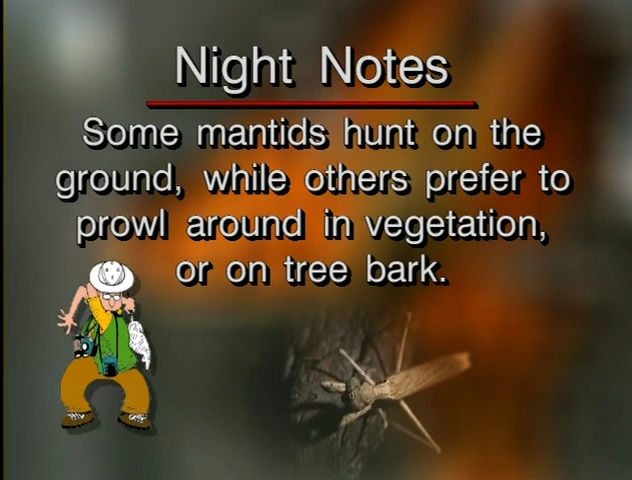 Night Notes
Some mantids hunt on the
ground, while others prefer to
prowl around in vegetation,
or on tree bark.